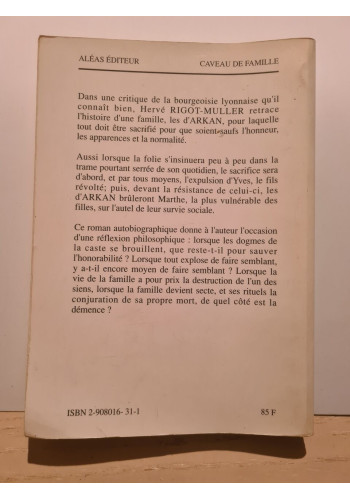 ALÉAS ÉDITEUR CAVEAU DE FAMILLE
Dans une critique de la bourgeoisie lyonnaise qu'il
connaît bien, Hervé RIGOT-MULLER retrace
l'histoire d'une famille, les d'ARKAN, pour laquelle
tout doit être sacrifié pour que soient saufs l'honneur,
les apparences et la normalité.
Aussi lorsque la folie s'insinuera peu à peu dans la
trame pourtant serrée de son quotidien, le sacrifice sera
d'abord, et par tous moyens, l'expulsion d'Yves, le fils
révolté; puis, devant la résistance de celui-ci, les
d'ARKAN brûleront Marthe, la plus vulnérable des
filles, sur l'autel de leur survie sociale.
Ce roman autobiographique donne à l'auteur l'occasion
d'une réflexion philosophique : lorsque les dogmes de
la caste se brouillent, que reste-t-il pour sauver
l'honorabilité ? Lorsque tout explose de faire semblant,
y a-t-il encore moyen de faire semblant ? Lorsque la
vie de la famille a pour prix la destruction de l'un des
siens, lorsque la famille devient secte, et ses rituels la
conjuration de sa propre mort, de quel côté est la
démence ?
ISBN 2-908016- 31-1 85 F